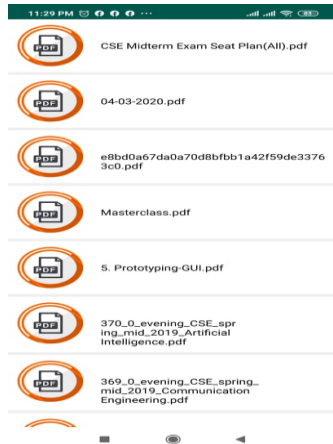 11:29 PM
CSE Midterm Exam Seat Plan(All).pdf
PDF
04-03-2020.pdf
PDF
e8bd0a67da0a70d8bfbb1a42f59de3376
3c0.pdf
PDF
Masterclass.pdf
PDF
5. Prototyping-GUI.pdf
PDF
370_0_evening_CSE_spr
ing_mid_2019_Artificial
Intelligence.pdf
PDF
369_0_evening_CSE_spring_
mid_2019_Communication
Engineering.pdf
PDF